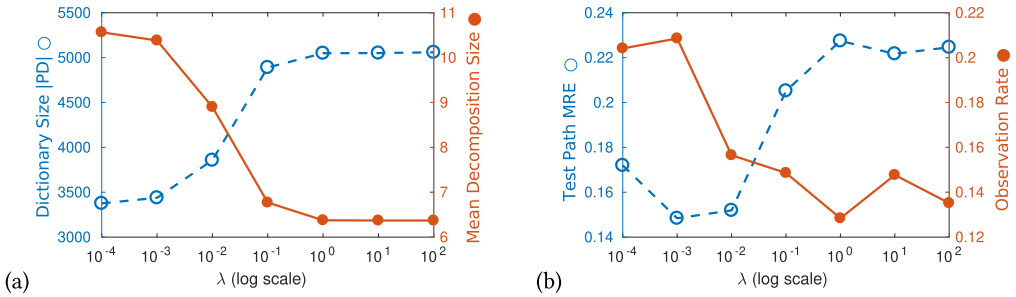 (a)
Dictionary Size |PD| ○
5500
5000
4500
4000
3500
3000
11
10
9
8
7
6
Mean Decomposition Size ●
10^-4 10^-3 10^-2 10^-1 10^0 10^1 10^2
λ (log scale)
(b)
Test Path MRE ○
0.24
0.22
0.2
0.18
0.16
0.14
0.22
0.2
0.18
0.16
0.14
0.12
Observation Rate ●
10^-4 10^-3 10^-2 10^-1 10^0 10^1 10^2
λ (log scale)